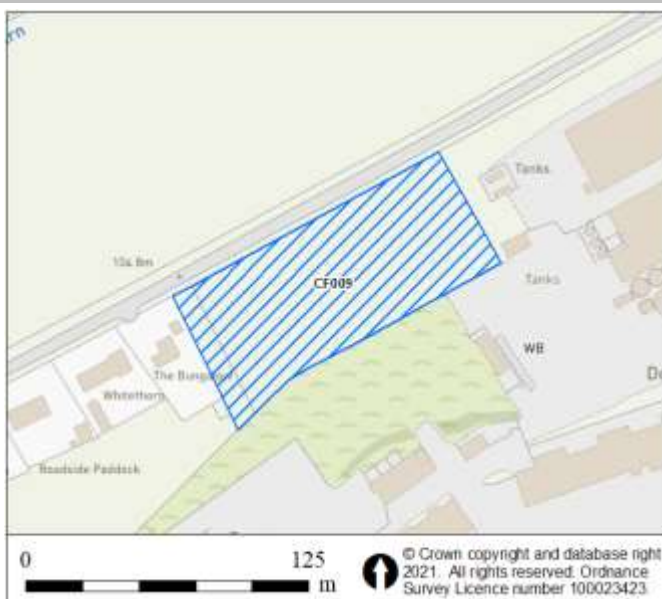 rn
Tanks
104.8m
CF009
Tanks
WB
The Bungalow
Whitethorn
Roadside Paddock
0
125
m
© Crown copyright and database right
2021. All rights reserved. Ordnance
Survey Licence number 100023423